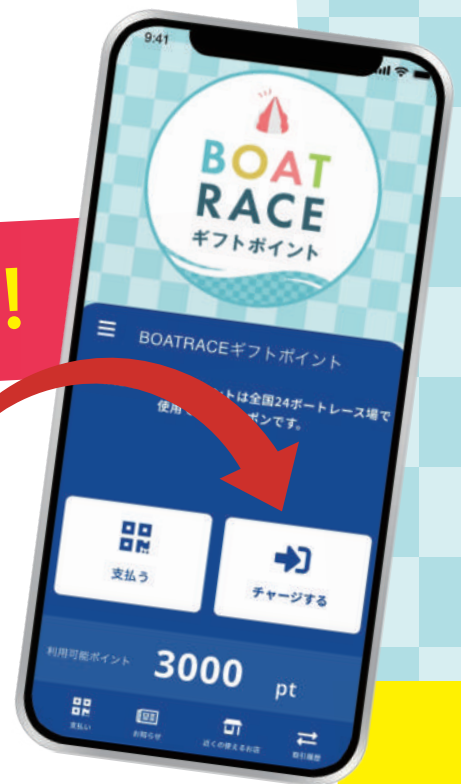 !
9:41
BOAT
RACE
ギフトポイント
BOATRACEギフトポイント
ントは全国24ボートレース場で
使用 ポンです。
支払う
チャージする
利用可能ポイント 3000 pt
支払い お知らせ 近くの使えるお店 取引履歴